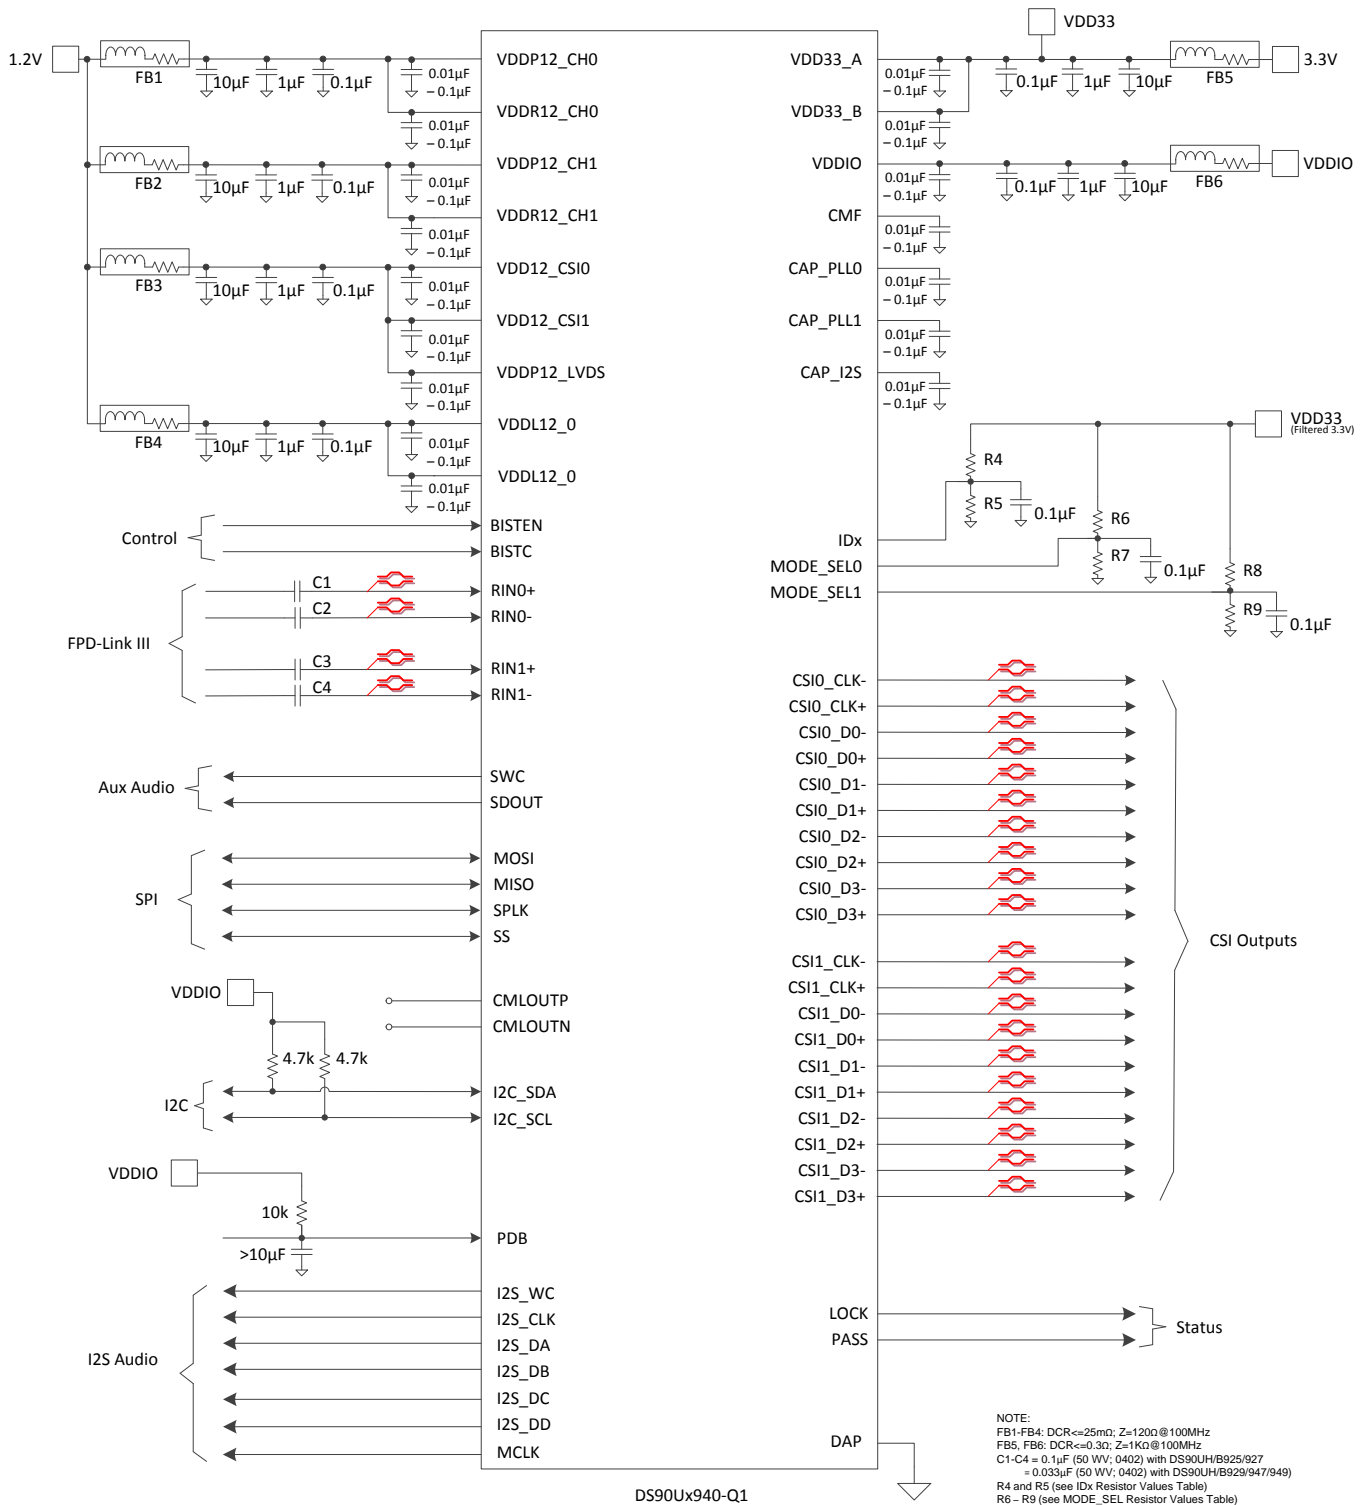 VDD33
1.2V
FB1
10µF
1µF
0.1µF
0.01µF
– 0.1µF
VDDP12_CH0
VDD33_A
0.01µF
– 0.1µF
0.1µF
1µF
10µF
FB5
3.3V
0.01µF
– 0.1µF
VDDR12_CH0
VDD33_B
0.01µF
– 0.1µF
FB2
10µF
1µF
0.1µF
0.01µF
– 0.1µF
VDDP12_CH1
VDDIO
0.01µF
– 0.1µF
0.1µF
1µF
10µF
FB6
VDDIO
0.01µF
– 0.1µF
VDDR12_CH1
CMF
0.01µF
– 0.1µF
FB3
10µF
1µF
0.1µF
0.01µF
– 0.1µF
VDD12_CSI0
CAP_PLL0
0.01µF
– 0.1µF
0.01µF
– 0.1µF
VDD12_CSI1
CAP_PLL1
0.01µF
– 0.1µF
0.01µF
– 0.1µF
VDDP12_LVDS
CAP_I2S
0.01µF
– 0.1µF
FB4
10µF
1µF
0.1µF
0.01µF
– 0.1µF
VDDL12_0
0.01µF
– 0.1µF
VDDL12_0
VDD33
(Filtered 3.3V)
R4
R5
0.1µF
R6
R7
0.1µF
R8
R9
0.1µF
IDx
MODE_SEL0
MODE_SEL1
Control
BISTEN
BISTC
FPD-Link III
C1
RIN0+
C2
RIN0-
C3
RIN1+
C4
RIN1-
Aux Audio
SWC
SDOUT
SPI
MOSI
MISO
SPLK
SS
VDDIO
CMLOUTP
CMLOUTN
4.7k
4.7k
I2C
I2C_SDA
I2C_SCL
VDDIO
10k
>10µF
PDB
I2S Audio
I2S_WC
I2S_CLK
I2S_DA
I2S_DB
I2S_DC
I2S_DD
MCLK
CSI0_CLK-
CSI0_CLK+
CSI0_D0-
CSI0_D0+
CSI0_D1-
CSI0_D1+
CSI0_D2-
CSI0_D2+
CSI0_D3-
CSI0_D3+
CSI1_CLK-
CSI1_CLK+
CSI1_D0-
CSI1_D0+
CSI1_D1-
CSI1_D1+
CSI1_D2-
CSI1_D2+
CSI1_D3-
CSI1_D3+
CSI Outputs
LOCK
PASS
Status
DAP
DS90Ux940-Q1
NOTE:
FB1-FB4: DCR<=25mΩ; Z=120Ω@100MHz
FB5, FB6: DCR<=0.3Ω; Z=1KΩ@100MHz
C1-C4 = 0.1µF (50 WV; 0402) with DS90UH/B925/927
= 0.033µF (50 WV; 0402) with DS90UH/B929/947/949)
R4 and R5 (see IDx Resistor Values Table)
R6 – R9 (see MODE_SEL Resistor Values Table)